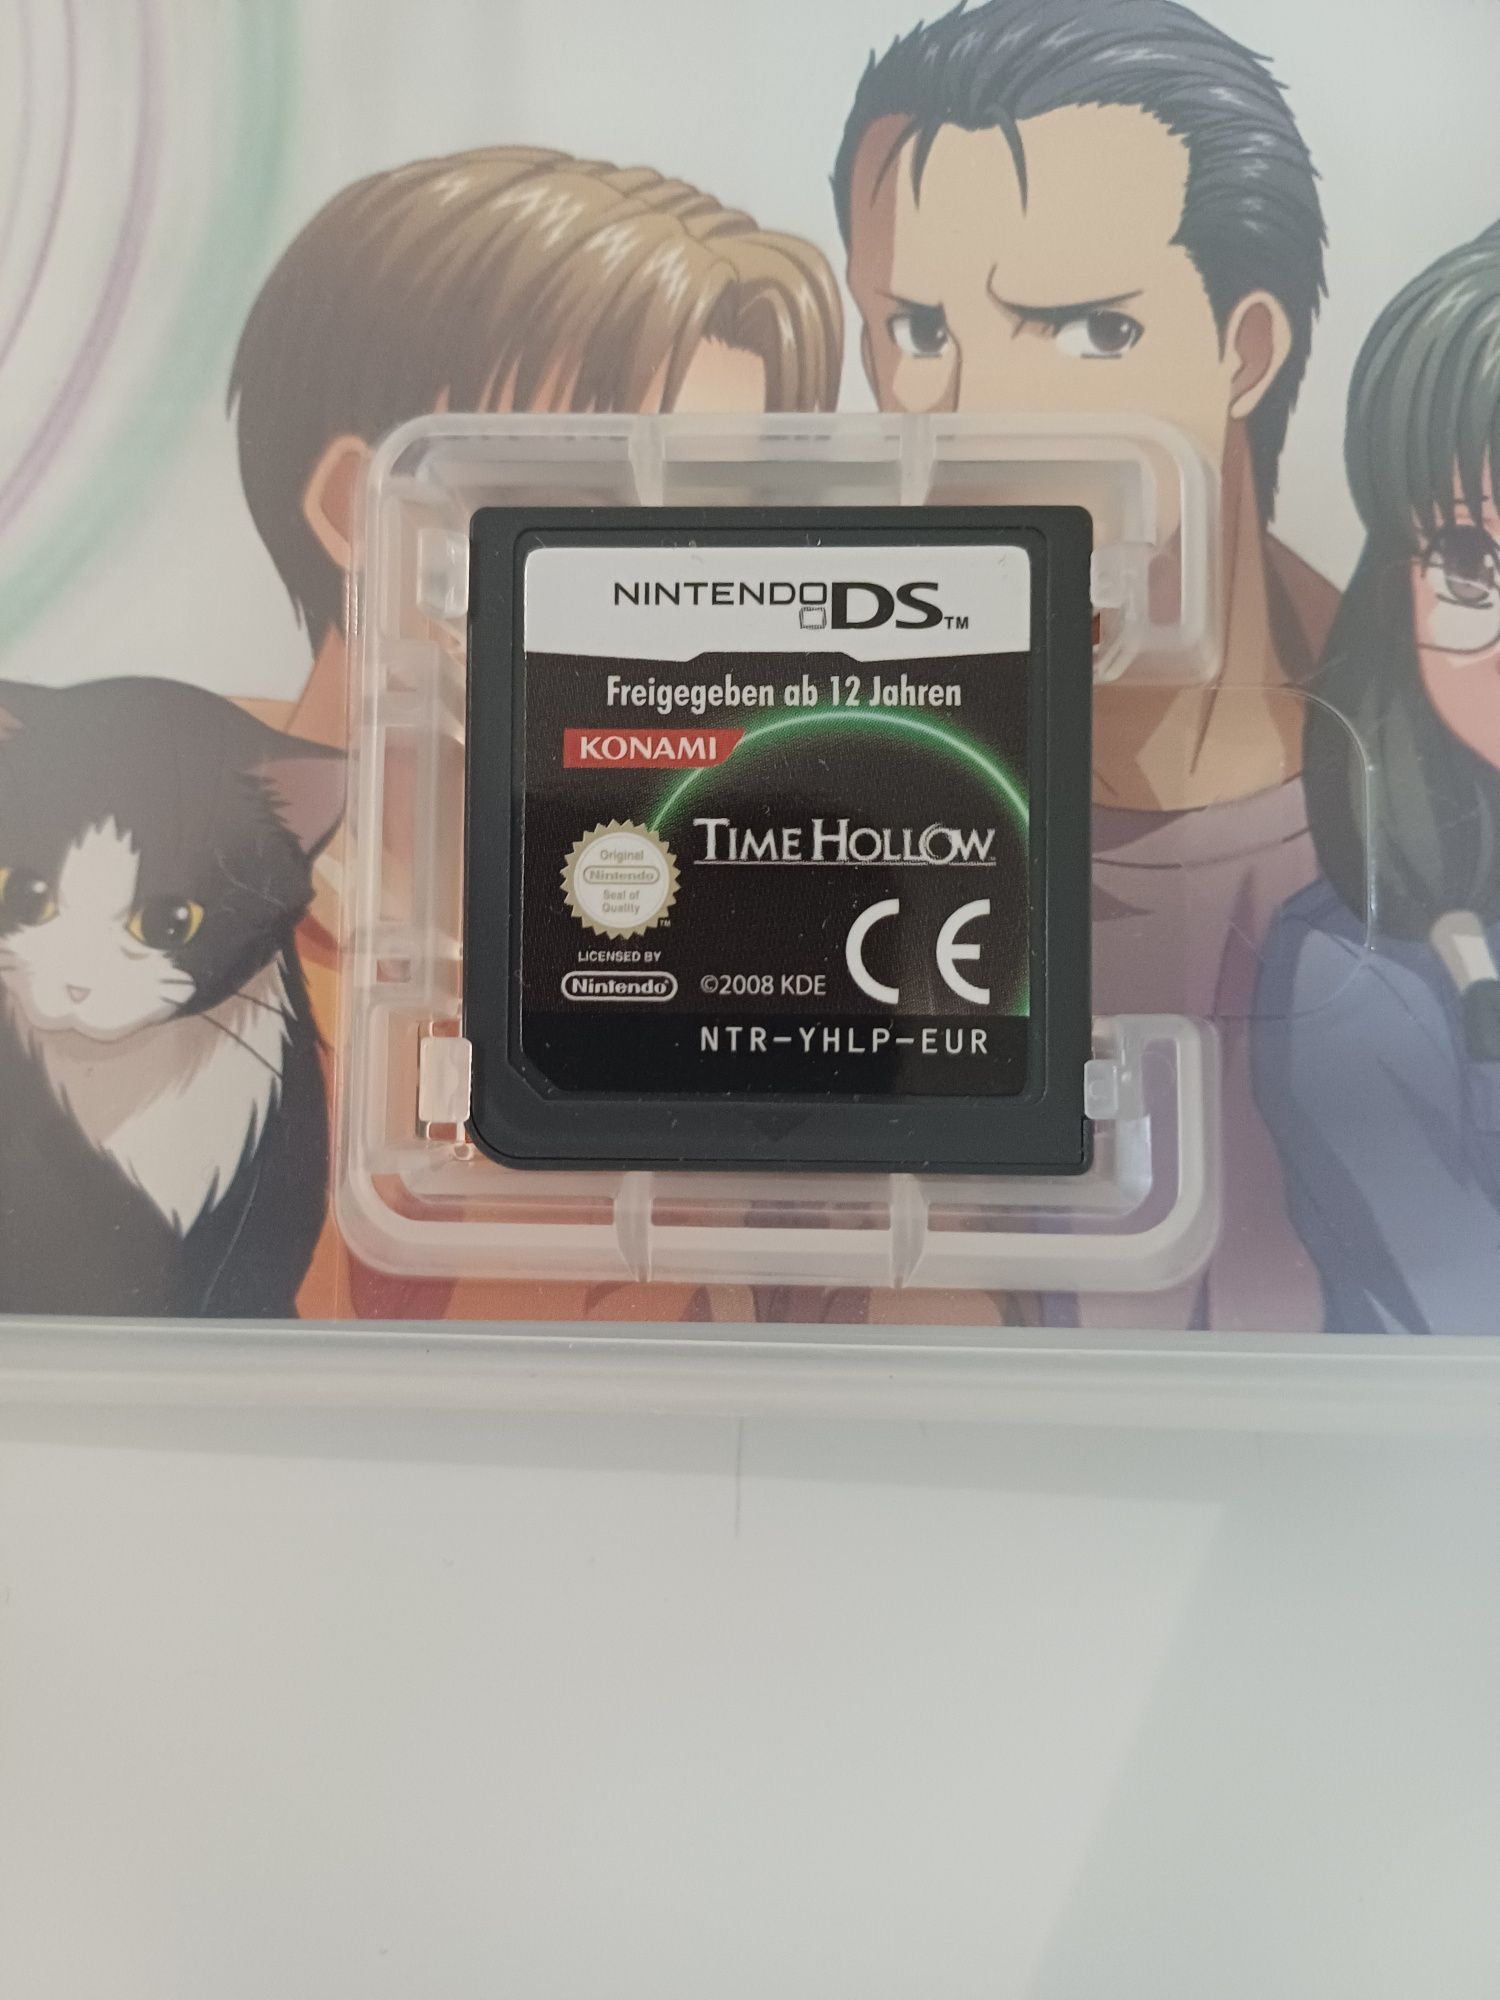 NINTENDO DS™
Freigegeben ab 12 Jahren
KONAMI
TIME HOLLOW
Original
Nintendo
Seal of
Quality
™
LICENSED BY
Nintendo®
©2008 KDE
CE
NTR-YHLP-EUR